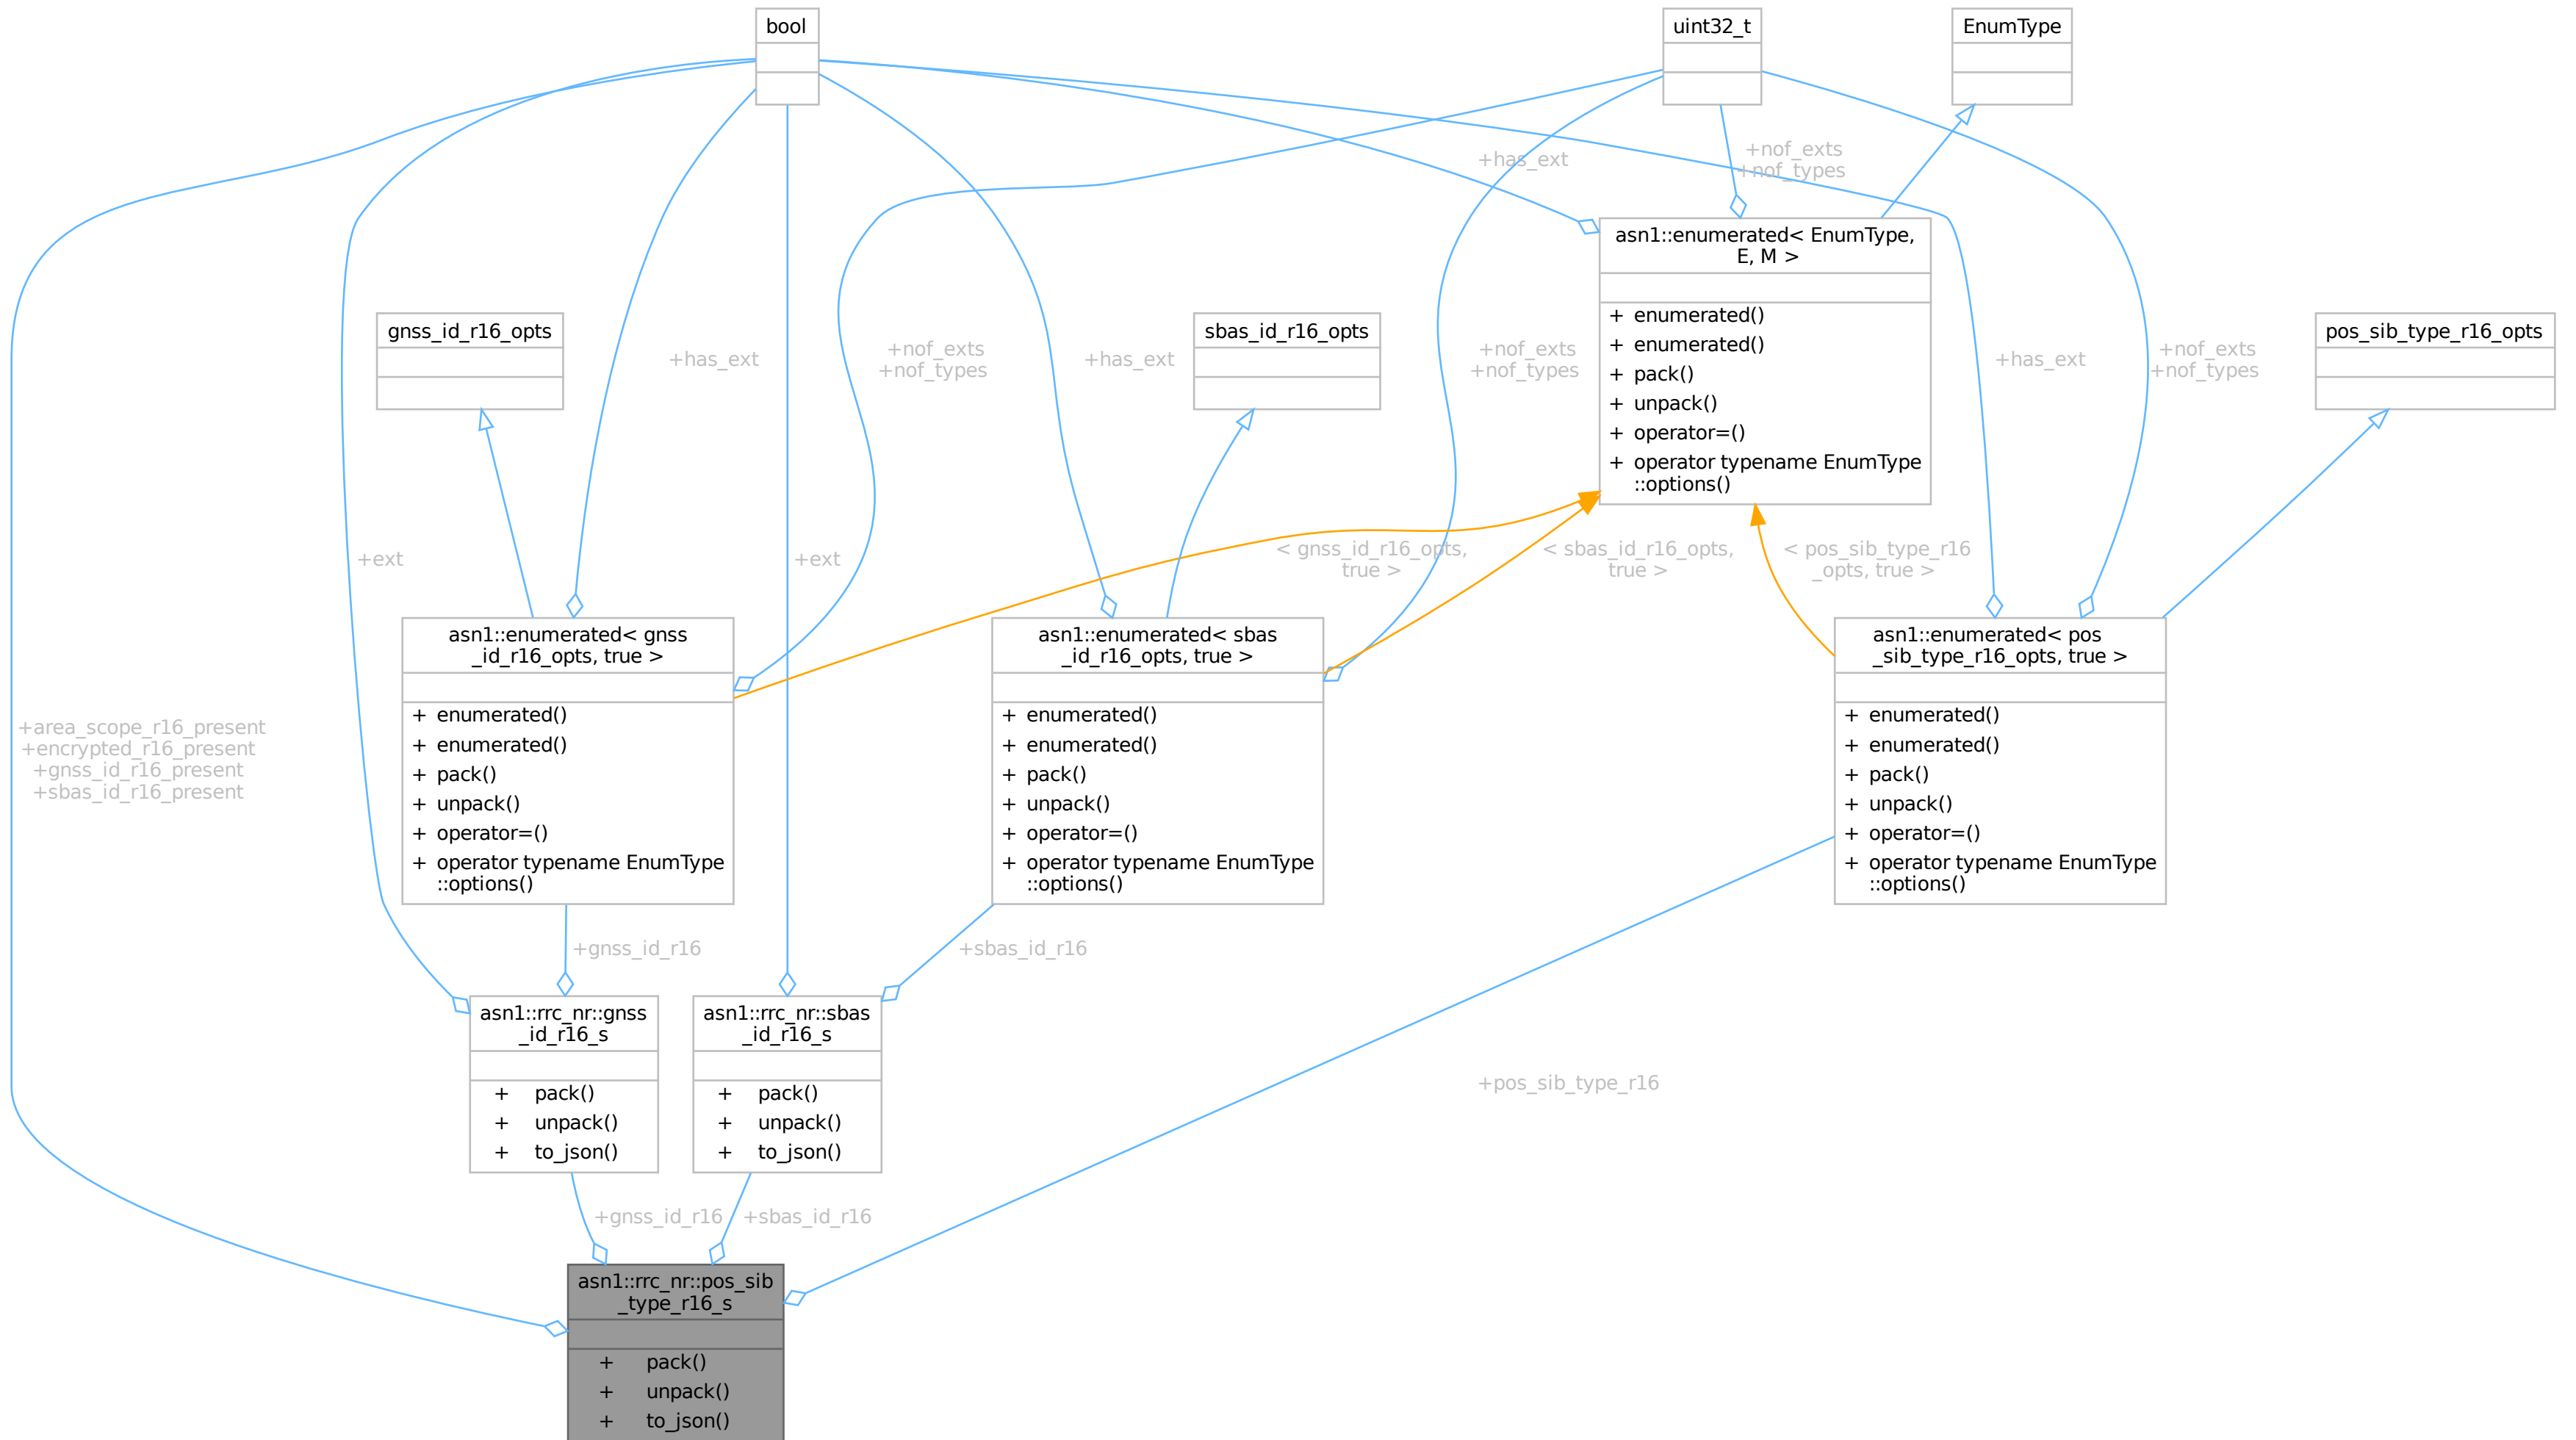 bool
uint32_t
EnumType
+has_ext
+nof_exts
+nof_types
asn1::enumerated< EnumType,
E, M >
+ enumerated()
+ enumerated()
+ pack()
+ unpack()
+ operator=()
+ operator typename EnumType
::options()
gnss_id_r16_opts
sbas_id_r16_opts
pos_sib_type_r16_opts
+has_ext
+nof_exts
+nof_types
+has_ext
+nof_exts
+nof_types
+has_ext
+nof_exts
+nof_types
+ext
+ext
< gnss_id_r16_opts,
true >
< sbas_id_r16_opts,
true >
< pos_sib_type_r16
_opts, true >
asn1::enumerated< gnss
_id_r16_opts, true >
+ enumerated()
+ enumerated()
+ pack()
+ unpack()
+ operator=()
+ operator typename EnumType
::options()
asn1::enumerated< sbas
_id_r16_opts, true >
+ enumerated()
+ enumerated()
+ pack()
+ unpack()
+ operator=()
+ operator typename EnumType
::options()
asn1::enumerated< pos
_sib_type_r16_opts, true >
+ enumerated()
+ enumerated()
+ pack()
+ unpack()
+ operator=()
+ operator typename EnumType
::options()
+area_scope_r16_present
+encrypted_r16_present
+gnss_id_r16_present
+sbas_id_r16_present
+gnss_id_r16
+sbas_id_r16
asn1::rrc_nr::gnss
_id_r16_s
+ pack()
+ unpack()
+ to_json()
asn1::rrc_nr::sbas
_id_r16_s
+ pack()
+ unpack()
+ to_json()
+pos_sib_type_r16
+gnss_id_r16
+sbas_id_r16
asn1::rrc_nr::pos_sib
_type_r16_s
+ pack()
+ unpack()
+ to_json()